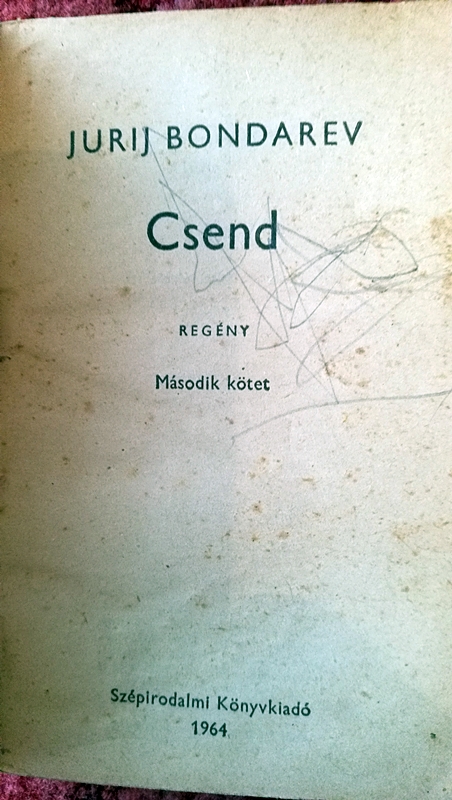 JURIJ BONDAREV
Csend
REGÉNY
Második kötet
Szépirodalmi Könyvkiadó
1964